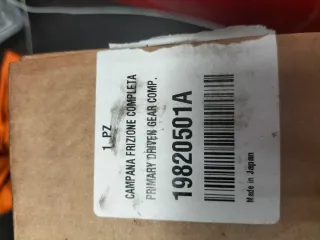 1 PZ
CAMPANA FRIZIONE COMPLETA
PRIMARY DRIVEN GEAR COMP.
19820501A
Made in Japan